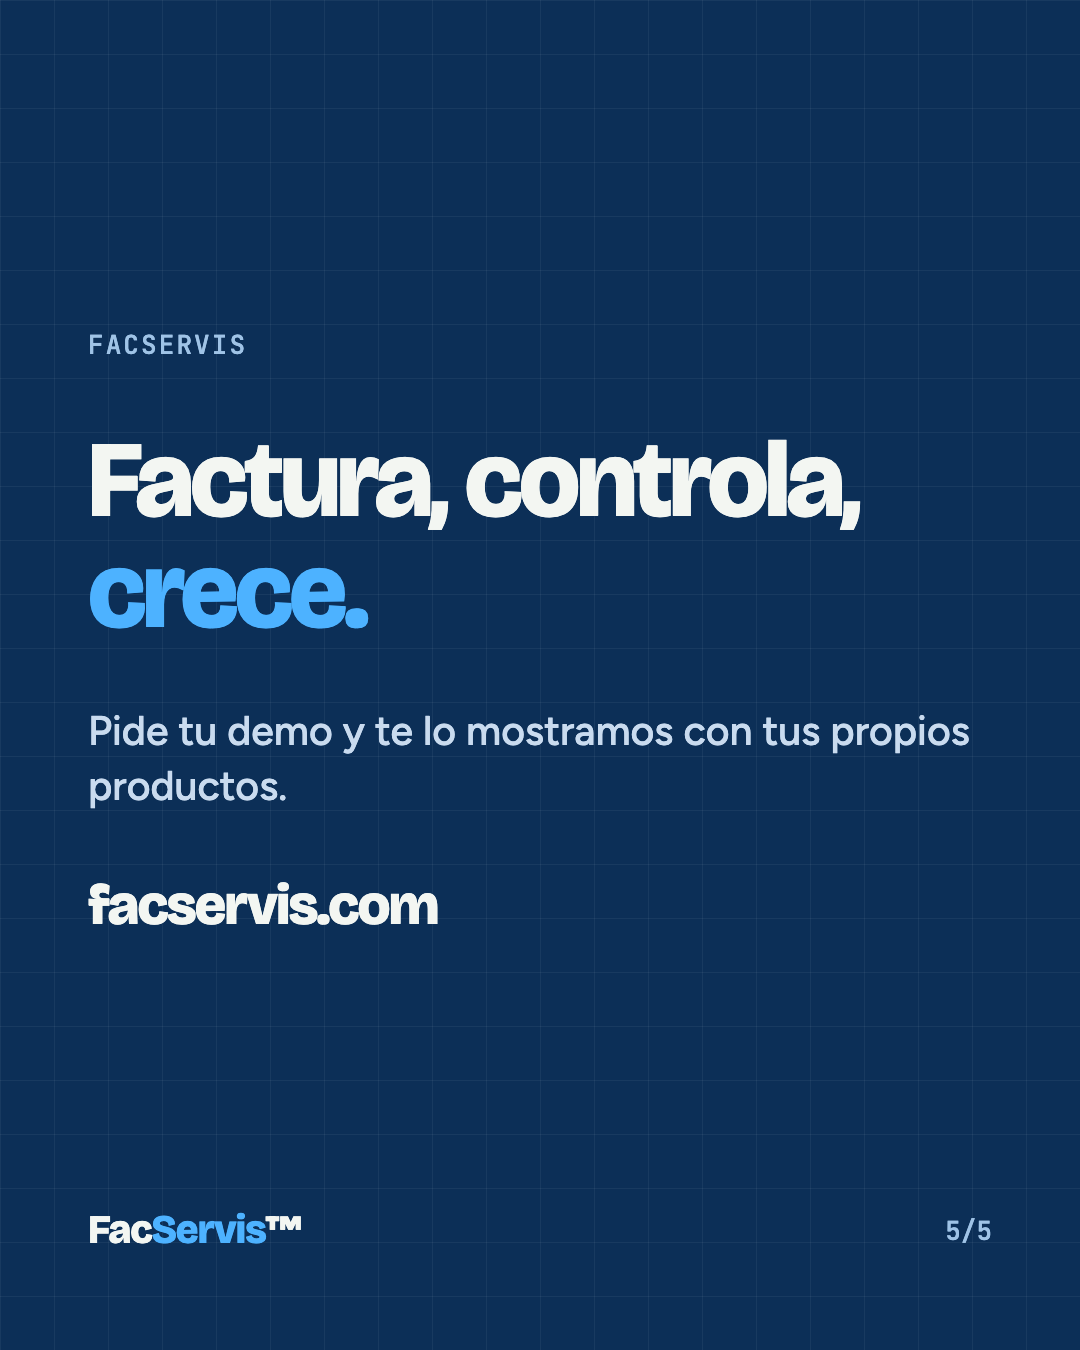 FACSERVIS
Factura, controla,
crece.
Pide tu demo y te lo mostramos con tus propios
productos.
facservis.com
FacServis™
5/5